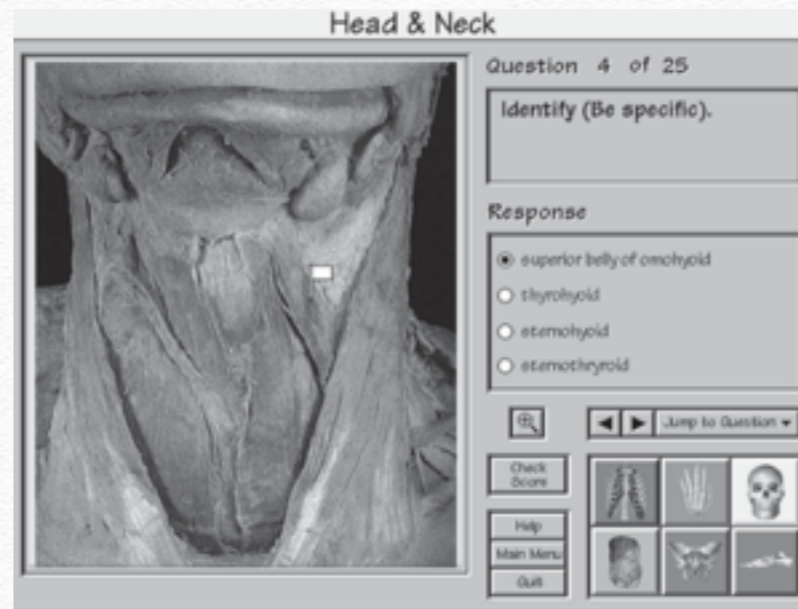 Head & Neck
Question 4 of 25
Identify (Be specific).
Response
superior belly of omohyoid
thyrohyoid
sternohyoid
sternothryroid
Jump to Question
Check
Score
Help
Main Menu
Quit